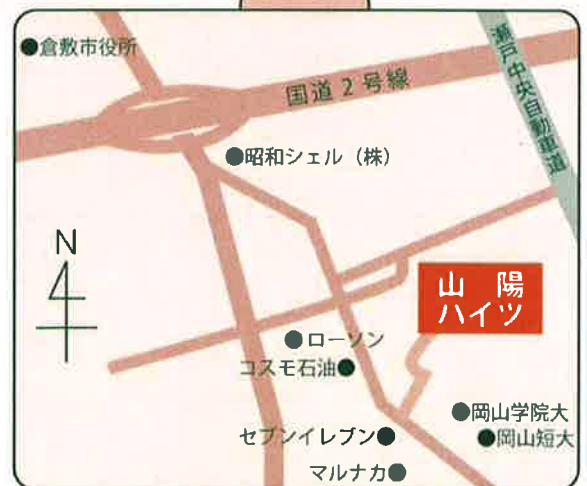 ●倉敷市役所
国道2号線
瀬戸中央自動車道
●昭和シェル（株）
N
山陽
ハイツ
●ローソン
コスモ石油●
●岡山学院大
セブンイレブン●
●岡山短大
マルナカ●